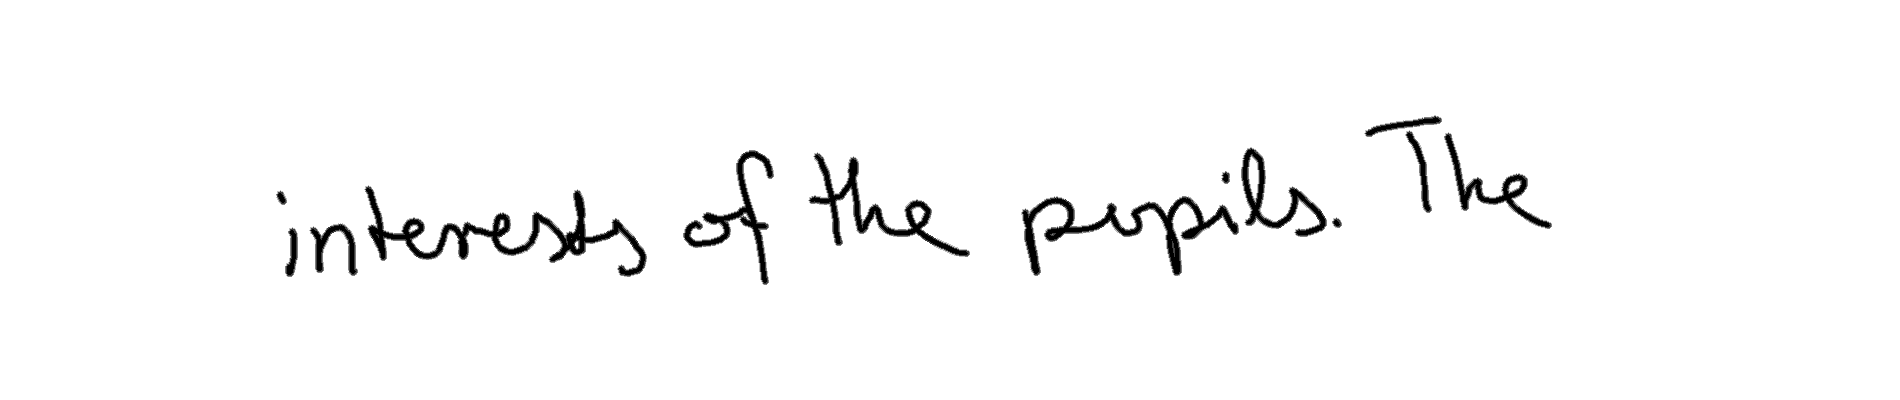 interests of the pupils. The